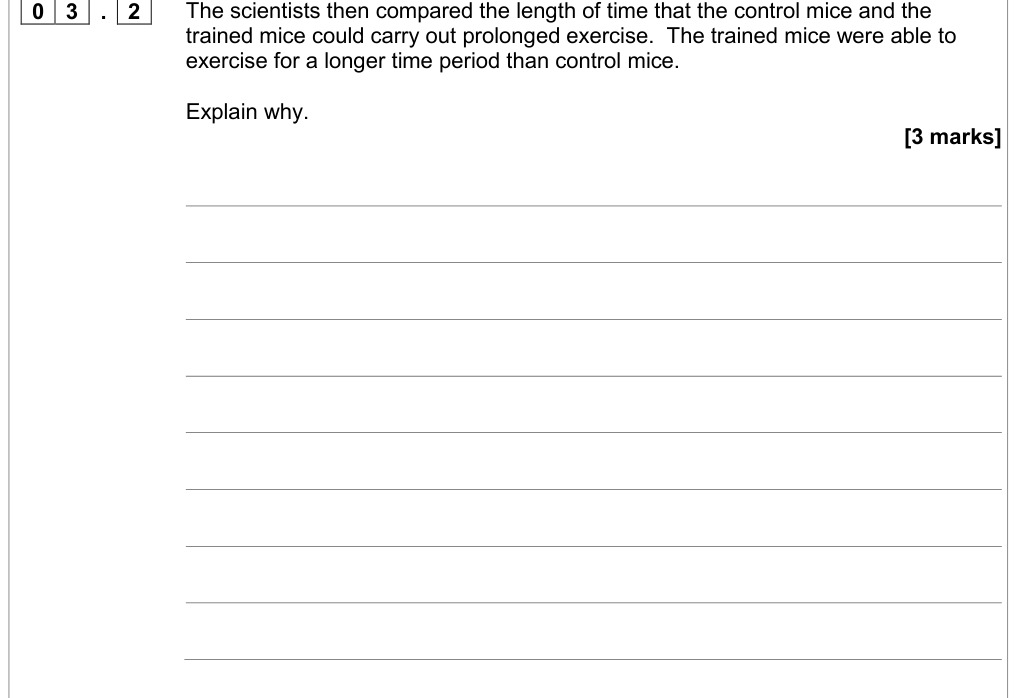 0 3 . 2 The scientists then compared the length of time that the control mice and the
trained mice could carry out prolonged exercise. The trained mice were able to
exercise for a longer time period than control mice.
Explain why.
[3 marks]